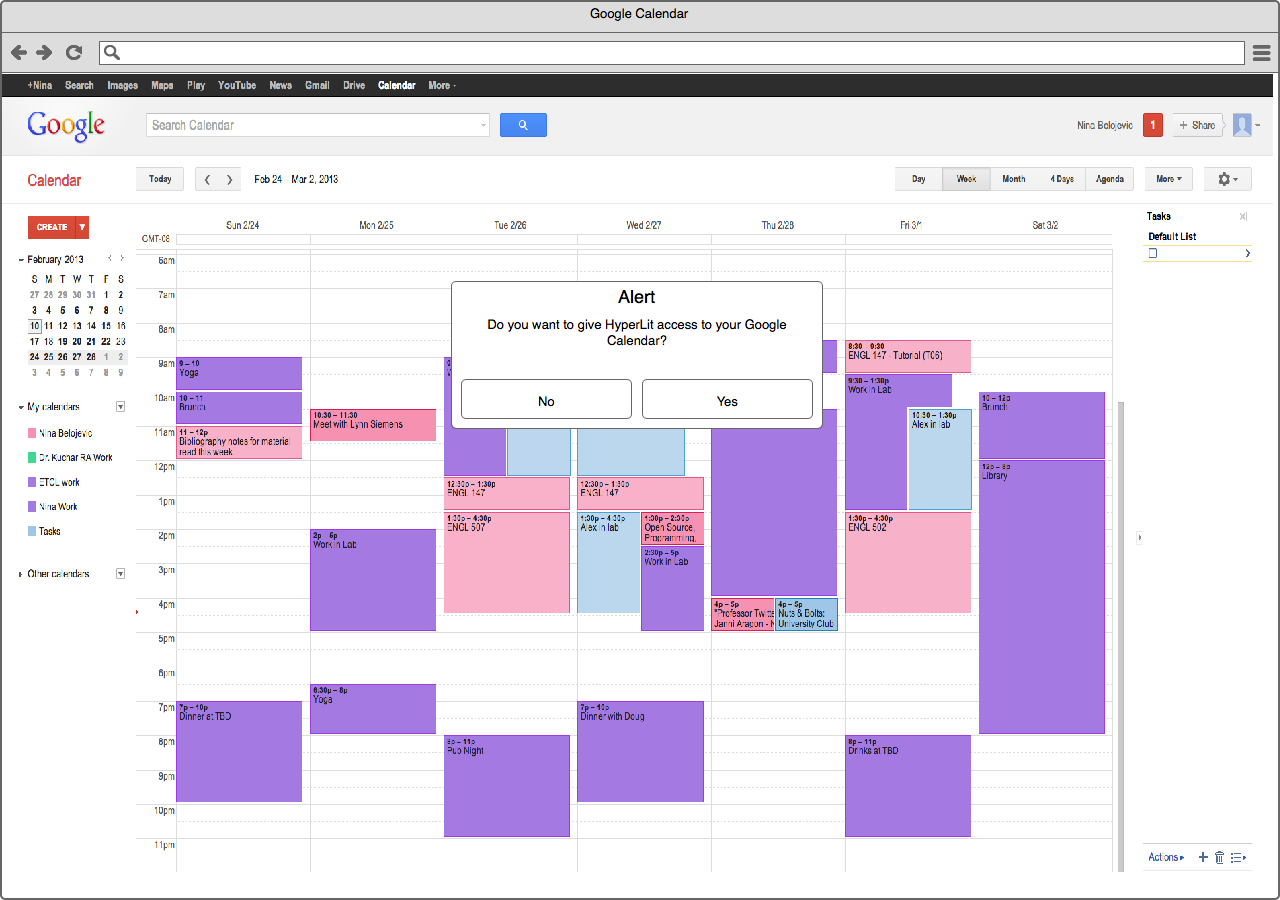 Google Calendar
+Nina Search Images Maps Play YouTube News Gmail Drive Calendar More
Google
Search Calendar
Nina Belojevic
1
+ Share
Calendar
Today
Feb 24 Mar 2, 2013
Day Week Month 4 Days Agenda
More
CREATE
February 2013
S M T W T F S
27 28 29 30 31 1 2
3 4 5 6 7 8 9
10 11 12 13 14 15 16
17 18 19 20 21 22 23
24 25 26 27 28 1 2
3 4 5 6 7 8 9
My calendars
Nina Belojevic
Dr. Kuchar RA Work
ETCL work
Nina Work
Tasks
Other calendars
GMT-08
Sun 2/24 Mon 2/25 Tue 2/26 Wed 2/27 Thu 2/28 Fri 3/1 Sat 3/2
6am
7am
8am
9am
10am
11am
12pm
1pm
2pm
3pm
4pm
5pm
6pm
7pm
8pm
9pm
10pm
11pm
9 – 10
Yoga
10 – 11
Brunch
11 – 12p
Bibliography notes for material
read this week
7p – 10p
Dinner at TBD
10:30 – 11:30
Meet with Lynn Siemens
2p – 5p
Work in Lab
6:30p – 8p
Yoga
12:30p – 1:30p
ENGL 147
1:30p – 4:30p
ENGL 507
8p – 11p
Pub Night
12:30p – 1:30p
ENGL 147
1:30p – 4:30p
Alex in lab
1:30p – 2:30p
Open Source,
Programming,
2:30p – 5p
Work in Lab
7p – 10p
Dinner with Doug
4p – 5p
"Professor Twitte
Janni Aragon - N
4p – 5p
Nuts & Bolts:
University Club
8:30 – 9:30
ENGL 147 - Tutorial (T06)
9:30 – 1:30p
Work in Lab
10:30 – 1:30p
Alex in lab
1:30p – 4:30p
ENGL 502
8p – 11p
Drinks at TBD
10 – 12p
Brunch
12p – 8p
Library
Alert
Do you want to give HyperLit access to your Google
Calendar?
No
Yes
Tasks
Default List
Actions